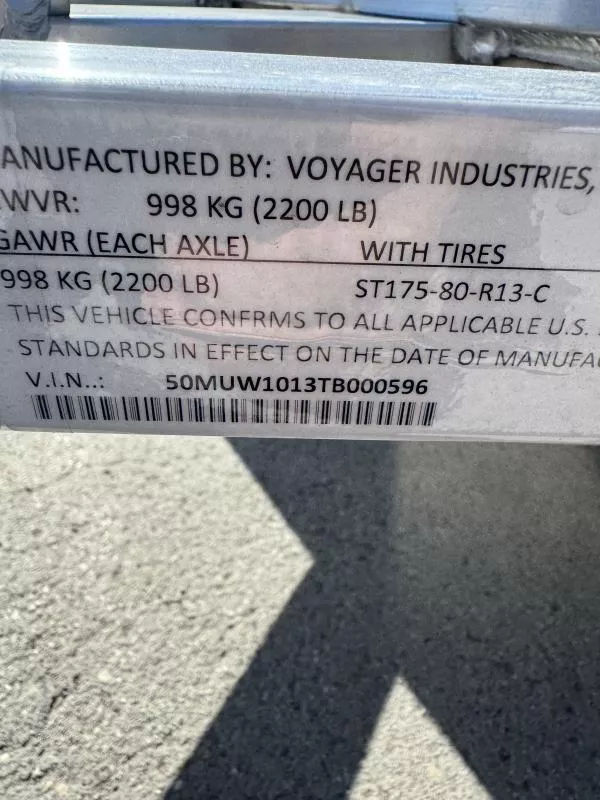 ANUFACTURED BY: VOYAGER INDUSTRIES,
WVR: 998 KG (2200 LB)
GAWR (EACH AXLE) WITH TIRES
998 KG (2200 LB) ST175-80-R13-C
THIS VEHICLE CONFRMS TO ALL APPLICABLE U.S.
STANDARDS IN EFFECT ON THE DATE OF MANUFA
V.I.N..: 50MUW1013TB000596